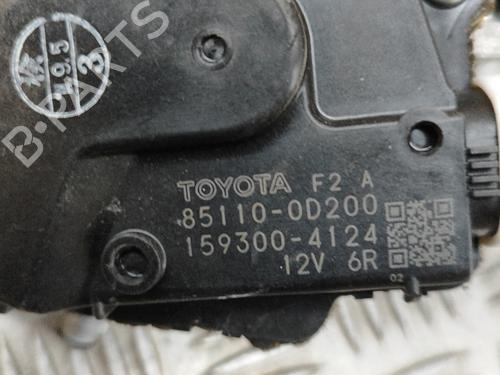 TOYOTA F2 A
85110-0D200
159300-4124
12V 6R
02
B-PARTS